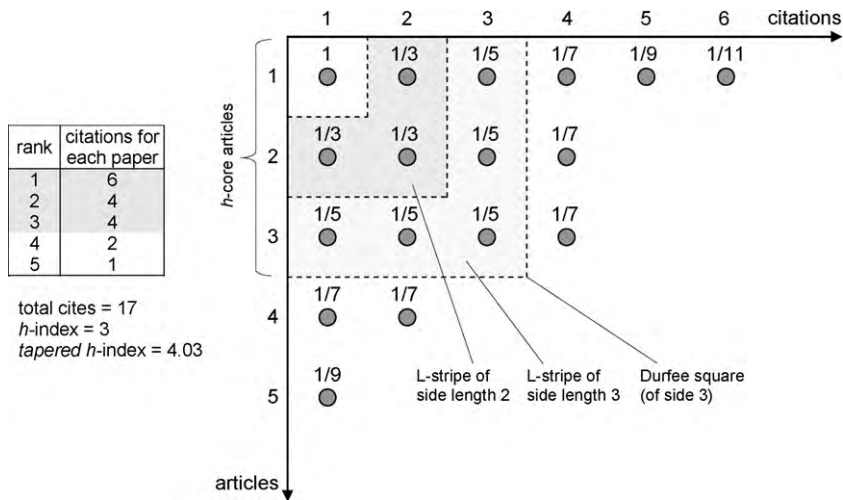 1 2 3 4 5 6 citations
1 1 1/3 1/5 1/7 1/9 1/11
2 1/3 1/3 1/5 1/7
3 1/5 1/5 1/5 1/7
4 1/7 1/7
5 1/9
articles
h-core articles
rank citations for each paper
1 6
2 4
3 4
4 2
5 1
total cites = 17
h-index = 3
tapered h-index = 4.03
L-stripe of
side length 2
L-stripe of
side length 3
Durfee square
(of side 3)